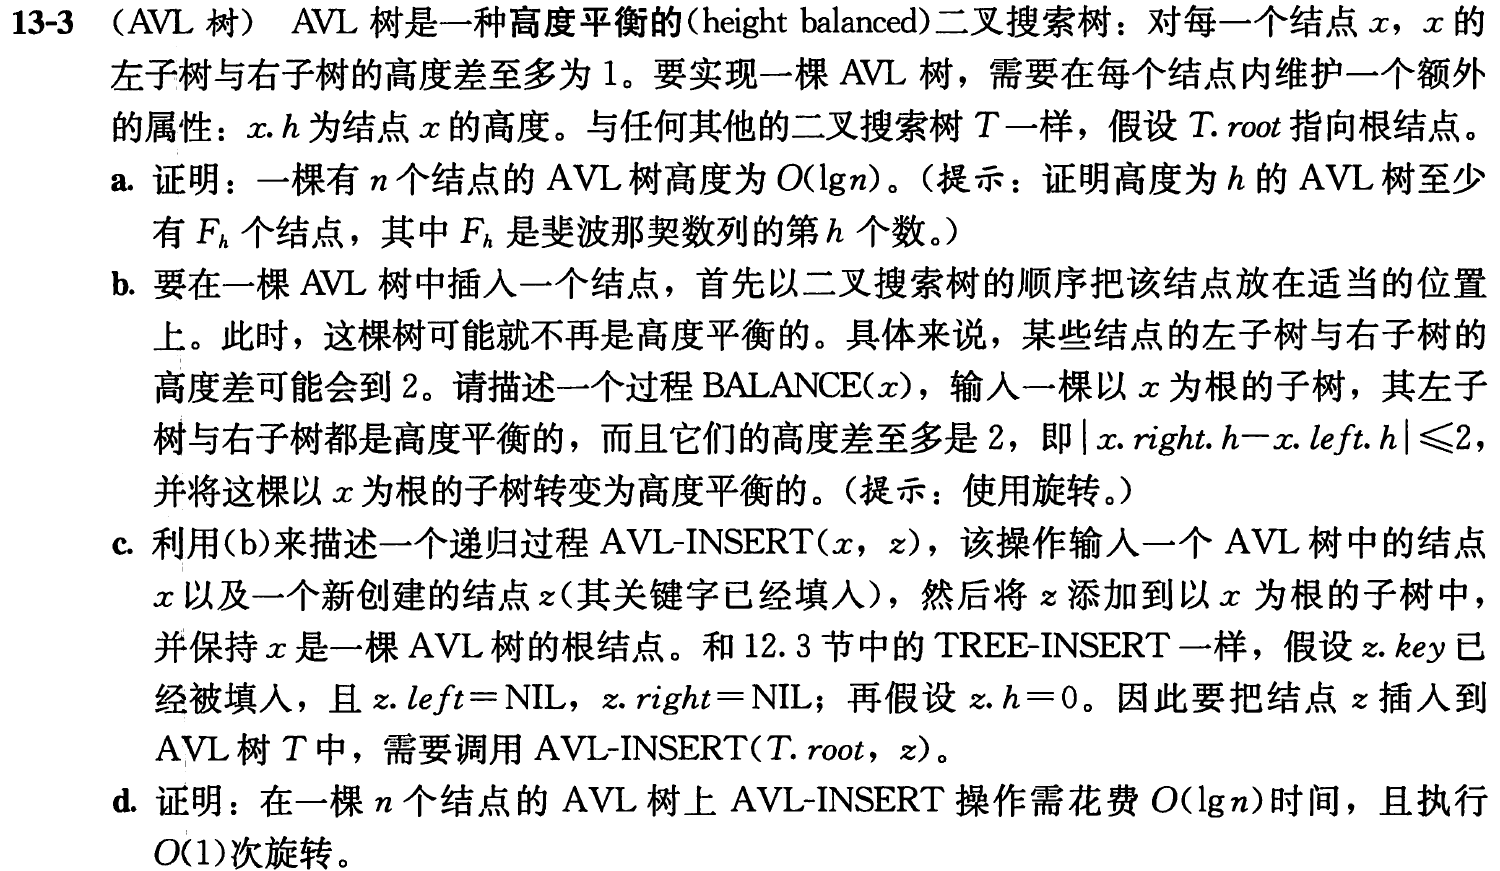 13-3 (AVL 树) AVL 树是一种高度平衡的(height balanced)二叉搜索树：对每一个结点 x，x 的
左子树与右子树的高度差至多为 1。要实现一棵 AVL 树，需要在每个结点内维护一个额外
的属性：x.h 为结点 x 的高度。与任何其他的二叉搜索树 T 一样，假设 T.root 指向根结点。
a. 证明：一棵有 n 个结点的 AVL 树高度为 O(lgn)。(提示：证明高度为 h 的 AVL 树至少
有 Fₕ 个结点，其中 Fₕ 是斐波那契数列的第 h 个数。)
b. 要在一棵 AVL 树中插入一个结点，首先以二叉搜索树的顺序把该结点放在适当的位置
上。此时，这棵树可能就不再是高度平衡的。具体来说，某些结点的左子树与右子树的
高度差可能会到 2。请描述一个过程 BALANCE(x)，输入一棵以 x 为根的子树，其左子
树与右子树都是高度平衡的，而且它们的高度差至多是 2，即|x.right.h−x.left.h|≤2，
并将这棵以 x 为根的子树转变为高度平衡的。(提示：使用旋转。)
c. 利用(b)来描述一个递归过程 AVL-INSERT(x，z)，该操作输入一个 AVL 树中的结点
x 以及一个新创建的结点 z(其关键字已经填入)，然后将 z 添加到以 x 为根的子树中，
并保持 x 是一棵 AVL 树的根结点。和 12.3 节中的 TREE-INSERT 一样，假设 z.key 已
经被填入，且 z.left=NIL，z.right=NIL；再假设 z.h=0。因此要把结点 z 插入到
AVL 树 T 中，需要调用 AVL-INSERT(T.root，z)。
d. 证明：在一棵 n 个结点的 AVL 树上 AVL-INSERT 操作需花费 O(lgn)时间，且执行
O(1)次旋转。